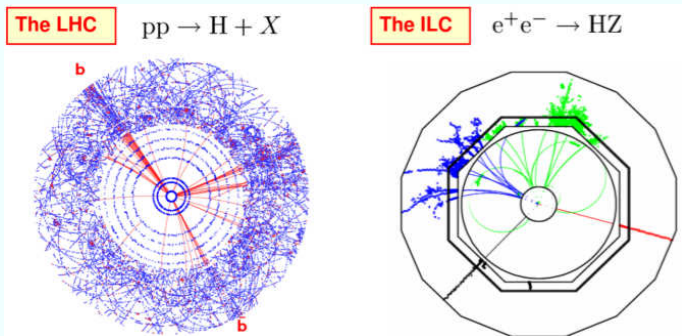 The LHC
pp → H + X
The ILC
e⁺e⁻ → HZ
b
b̄